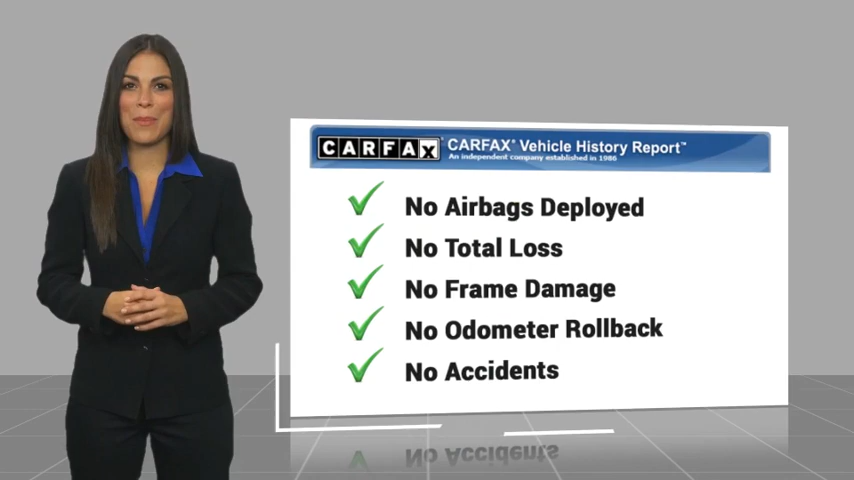 CARFAX® CARFAX® Vehicle History Report™
An independent company established in 1986
No Airbags Deployed
No Total Loss
No Frame Damage
No Odometer Rollback
No Accidents
No Accidents